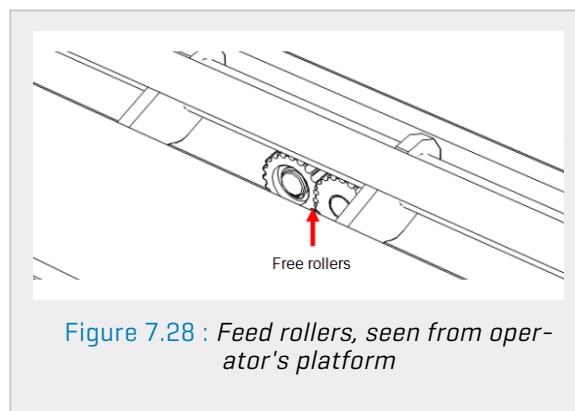 Free rollers
Figure 7.28 : Feed rollers, seen from oper-
ator's platform